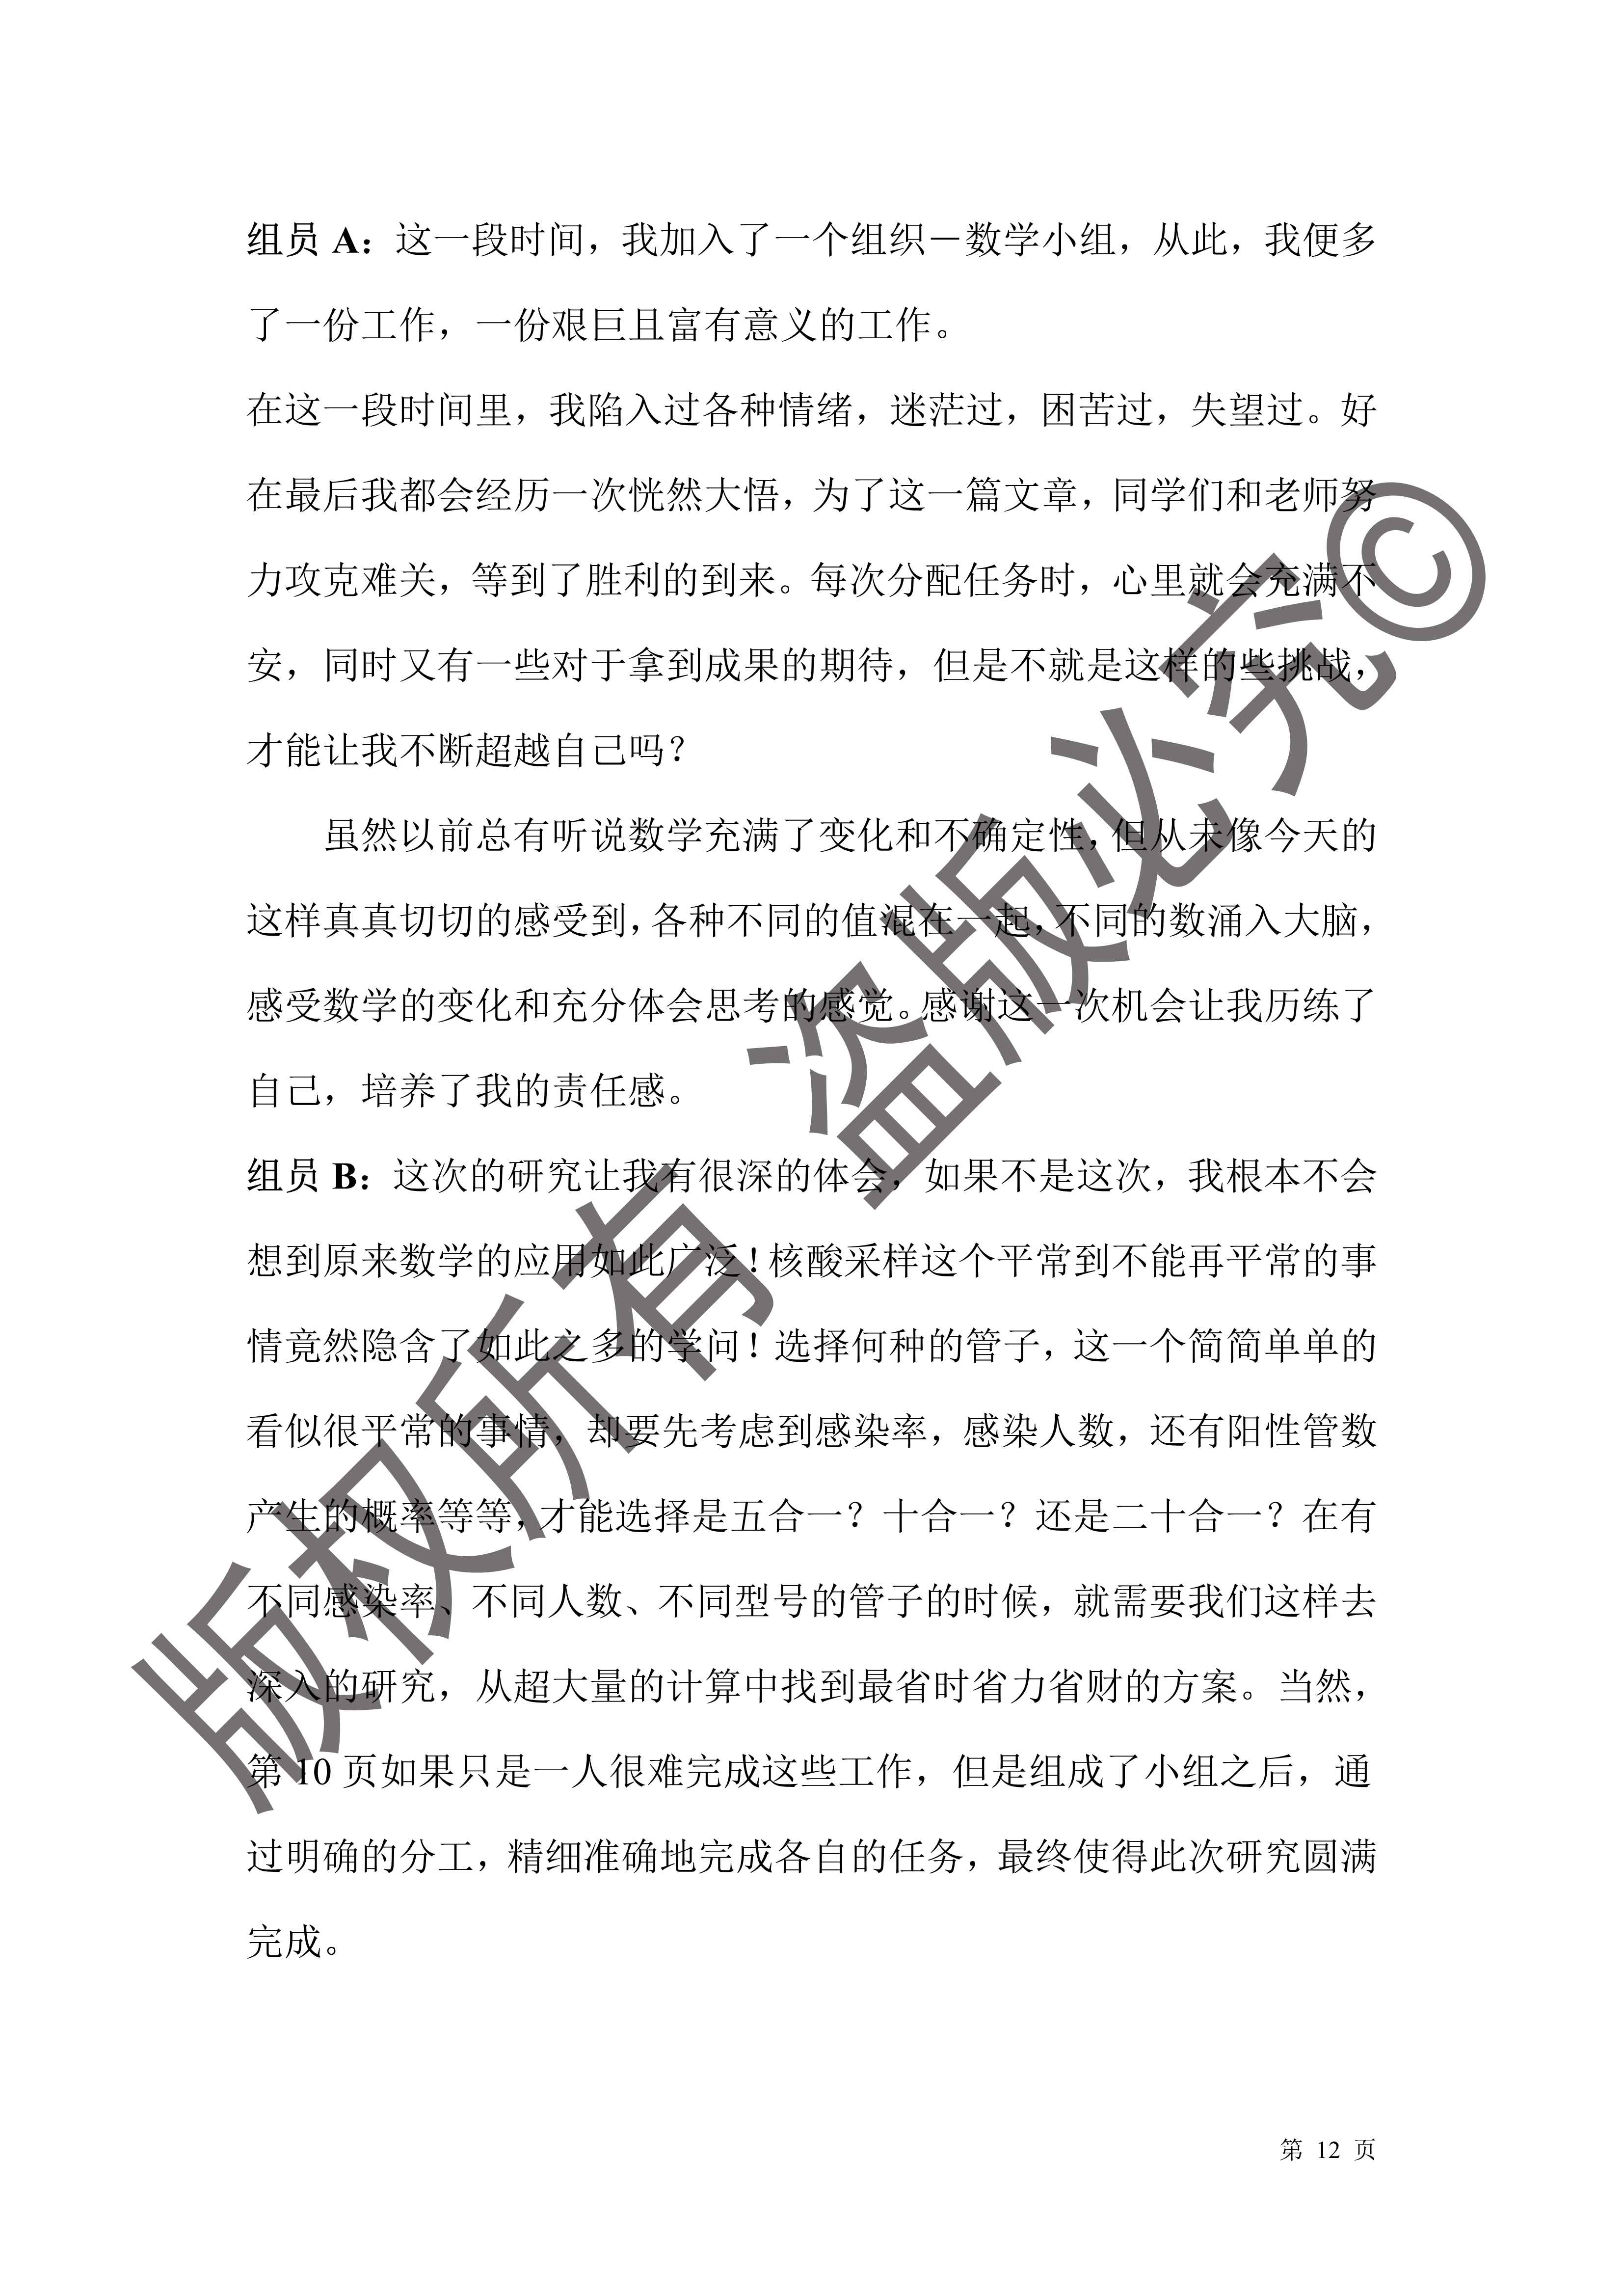 组员 A：这一段时间，我加入了一个组织－数学小组，从此，我便多
了一份工作，一份艰巨且富有意义的工作。
在这一段时间里，我陷入过各种情绪，迷茫过，困苦过，失望过。好
在最后我都会经历一次恍然大悟，为了这一篇文章，同学们和老师努
力攻克难关，等到了胜利的到来。每次分配任务时，心里就会充满不
安，同时又有一些对于拿到成果的期待，但是不就是这样的些挑战，
才能让我不断超越自己吗？
虽然以前总有听说数学充满了变化和不确定性，但从未像今天的
这样真真切切的感受到，各种不同的值混在一起，不同的数涌入大脑，
感受数学的变化和充分体会思考的感觉。感谢这一次机会让我历练了
自己，培养了我的责任感。
组员 B：这次的研究让我有很深的体会，如果不是这次，我根本不会
想到原来数学的应用如此广泛！核酸采样这个平常到不能再平常的事
情竟然隐含了如此之多的学问！选择何种的管子，这一个简简单单的
看似很平常的事情，却要先考虑到感染率，感染人数，还有阳性管数
产生的概率等等，才能选择是五合一？十合一？还是二十合一？在有
不同感染率、不同人数、不同型号的管子的时候，就需要我们这样去
深入的研究，从超大量的计算中找到最省时省力省财的方案。当然，
第 10 页如果只是一人很难完成这些工作，但是组成了小组之后，通
过明确的分工，精细准确地完成各自的任务，最终使得此次研究圆满
完成。
版权所有 盗版必究©
第 12 页